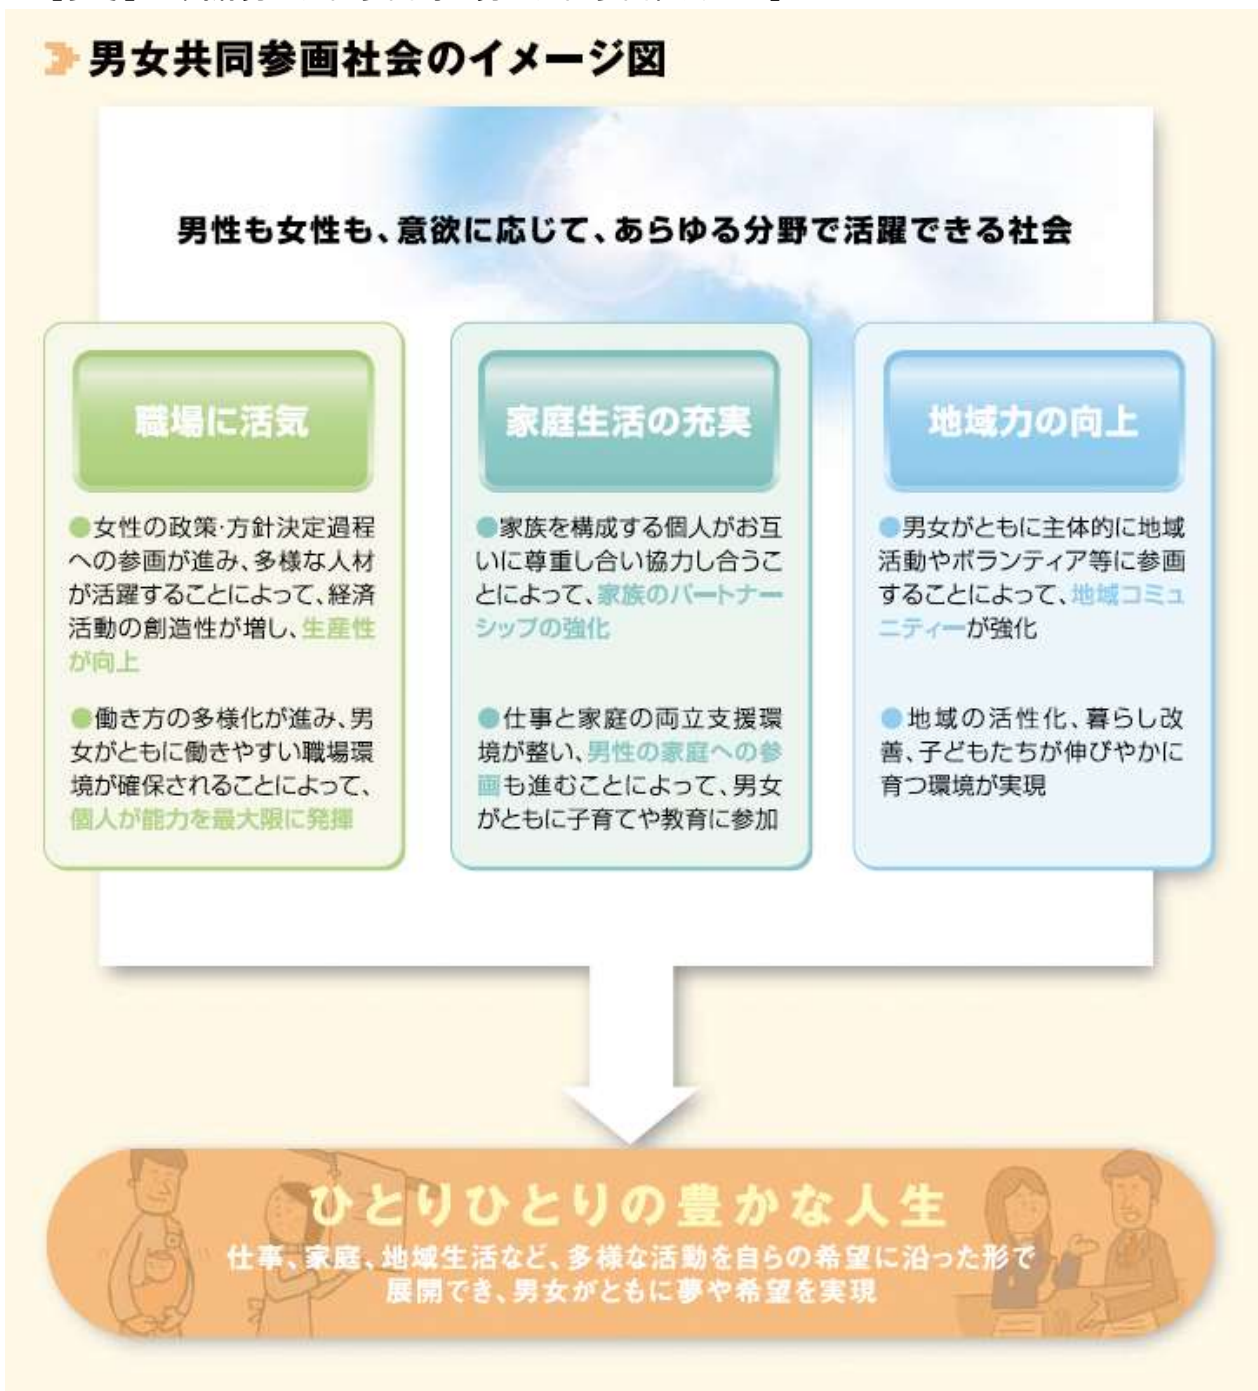 男女共同参画社会のイメージ図
男性も女性も、意欲に応じて、あらゆる分野で活躍できる社会
職場に活気
●女性の政策・方針決定過程
への参画が進み、多様な人材
が活躍することによって、経済
活動の創造性が増し、生産性
が向上
●働き方の多様化が進み、男
女がともに働きやすい職場環
境が確保されることによって、
個人が能力を最大限に発揮
家庭生活の充実
●家族を構成する個人がお互
いに尊重し合い協力し合うこ
とによって、家族のパートナー
シップの強化
●仕事と家庭の両立支援環
境が整い、男性の家庭への参
画も進むことによって、男女
がともに子育てや教育に参加
地域力の向上
●男女がともに主体的に地域
活動やボランティア等に参画
することによって、地域コミュ
ニティーが強化
●地域の活性化、暮らし改
善、子どもたちが伸びやかに
育つ環境が実現
ひとりひとりの豊かな人生
仕事、家庭、地域生活など、多様な活動を自らの希望に沿った形で
展開でき、男女がともに夢や希望を実現